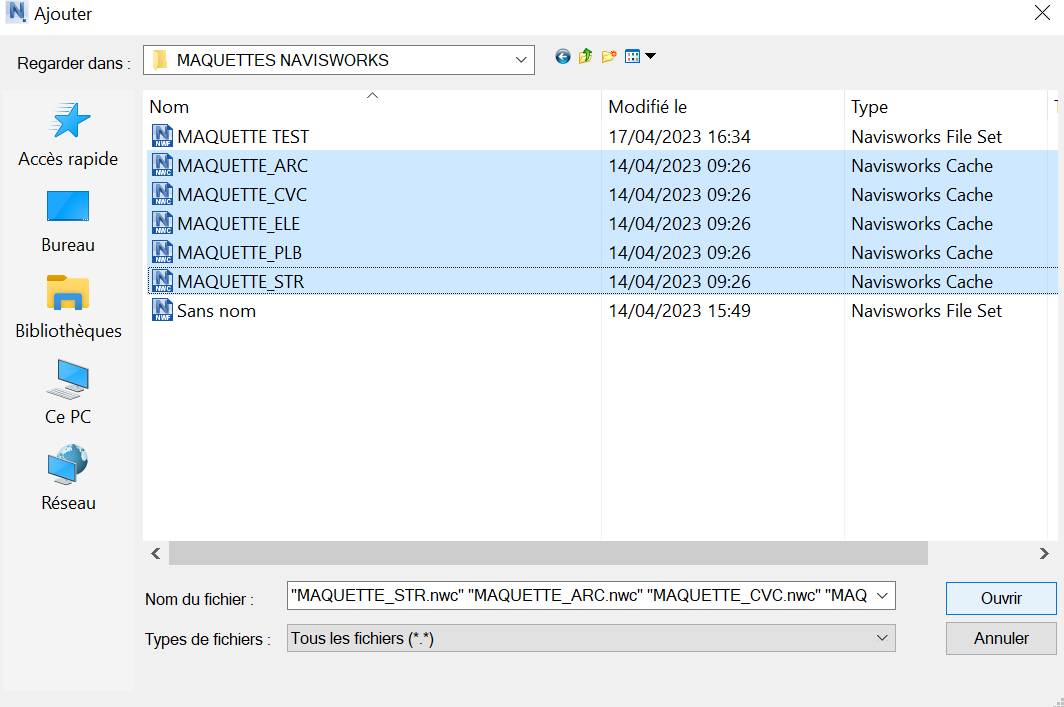 Ajouter
Regarder dans :
MAQUETTES NAVISWORKS
Accès rapide
Bureau
Bibliothèques
Ce PC
Réseau
Nom Modifié le Type
MAQUETTE TEST 17/04/2023 16:34 Navisworks File Set
MAQUETTE_ARC 14/04/2023 09:26 Navisworks Cache
MAQUETTE_CVC 14/04/2023 09:26 Navisworks Cache
MAQUETTE_ELE 14/04/2023 09:26 Navisworks Cache
MAQUETTE_PLB 14/04/2023 09:26 Navisworks Cache
MAQUETTE_STR 14/04/2023 09:26 Navisworks Cache
Sans nom 14/04/2023 15:49 Navisworks File Set
Nom du fichier : "MAQUETTE_STR.nwc" "MAQUETTE_ARC.nwc" "MAQUETTE_CVC.nwc" "MAQ
Ouvrir
Types de fichiers : Tous les fichiers (*.*)
Annuler